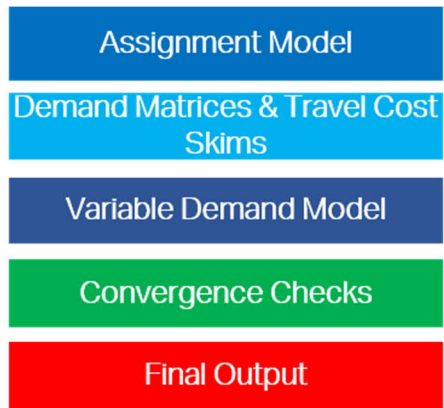 Assignment Model
Demand Matrices & Travel Cost
Skims
Variable Demand Model
Convergence Checks
Final Output